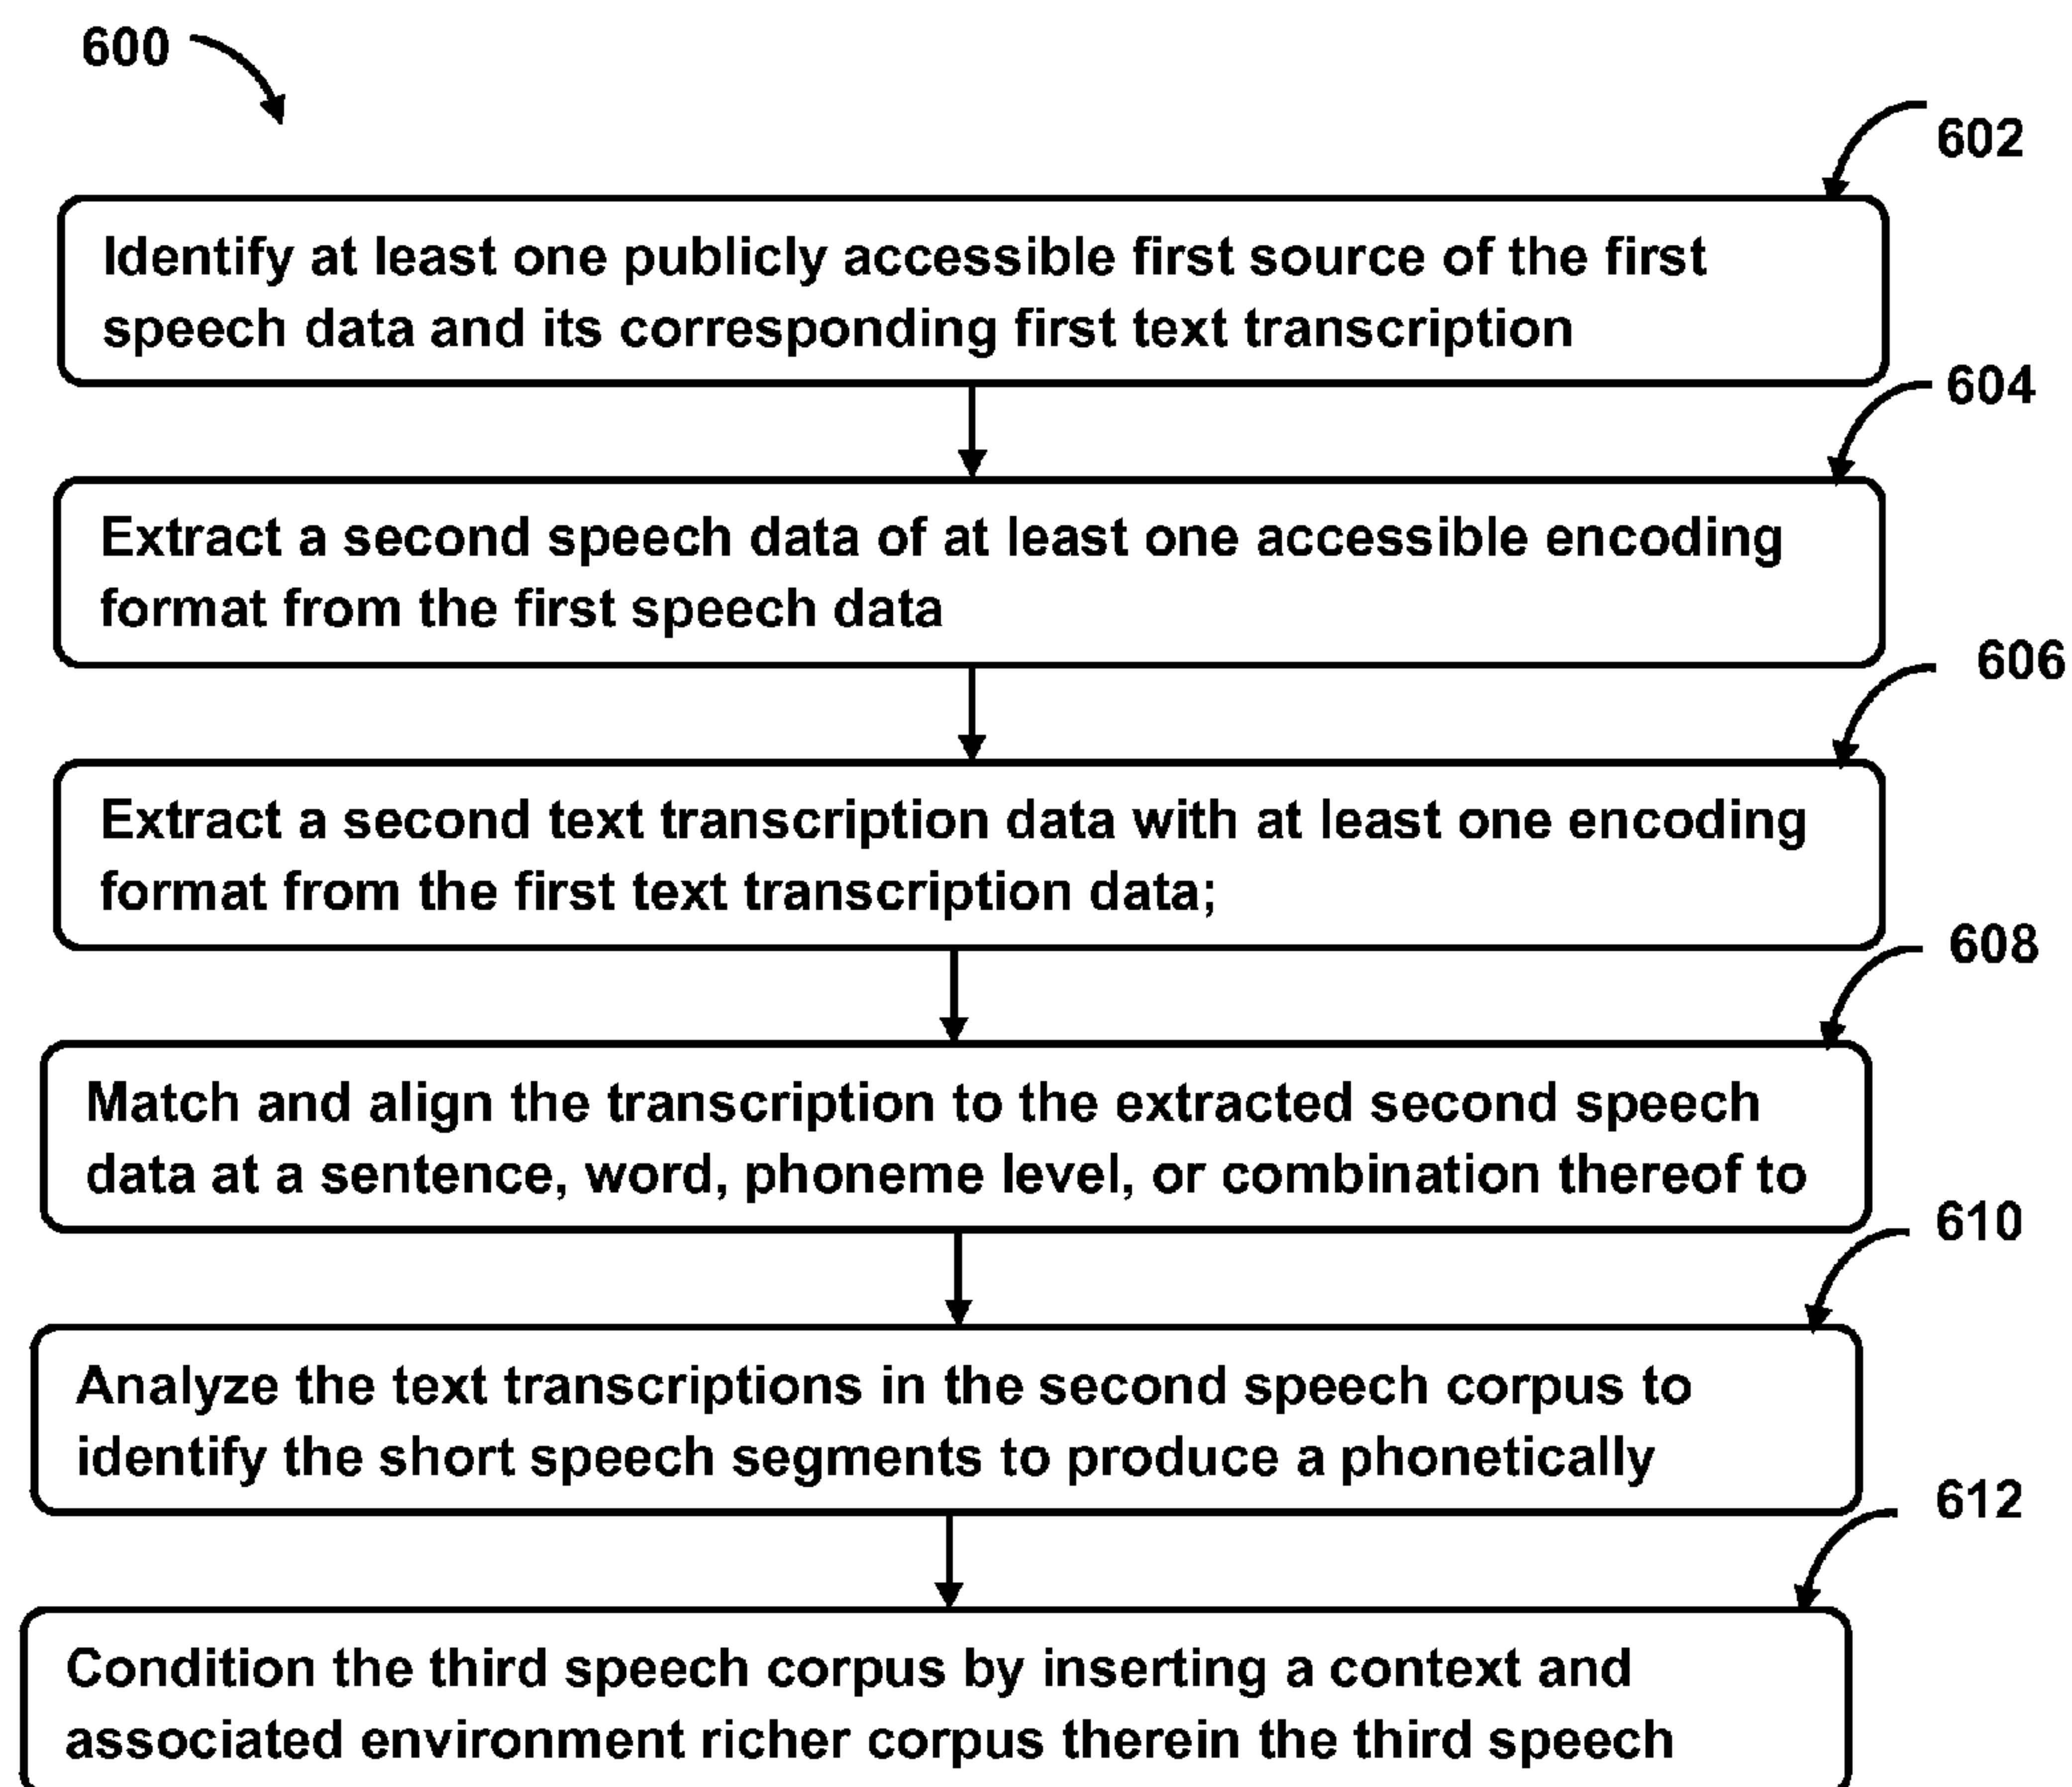 600
602
Identify at least one publicly accessible first source of the first
speech data and its corresponding first text transcription
604
Extract a second speech data of at least one accessible encoding
format from the first speech data
606
Extract a second text transcription data with at least one encoding
format from the first text transcription data;
608
Match and align the transcription to the extracted second speech
data at a sentence, word, phoneme level, or combination thereof to
610
Analyze the text transcriptions in the second speech corpus to
identify the short speech segments to produce a phonetically
612
Condition the third speech corpus by inserting a context and
associated environment richer corpus therein the third speech